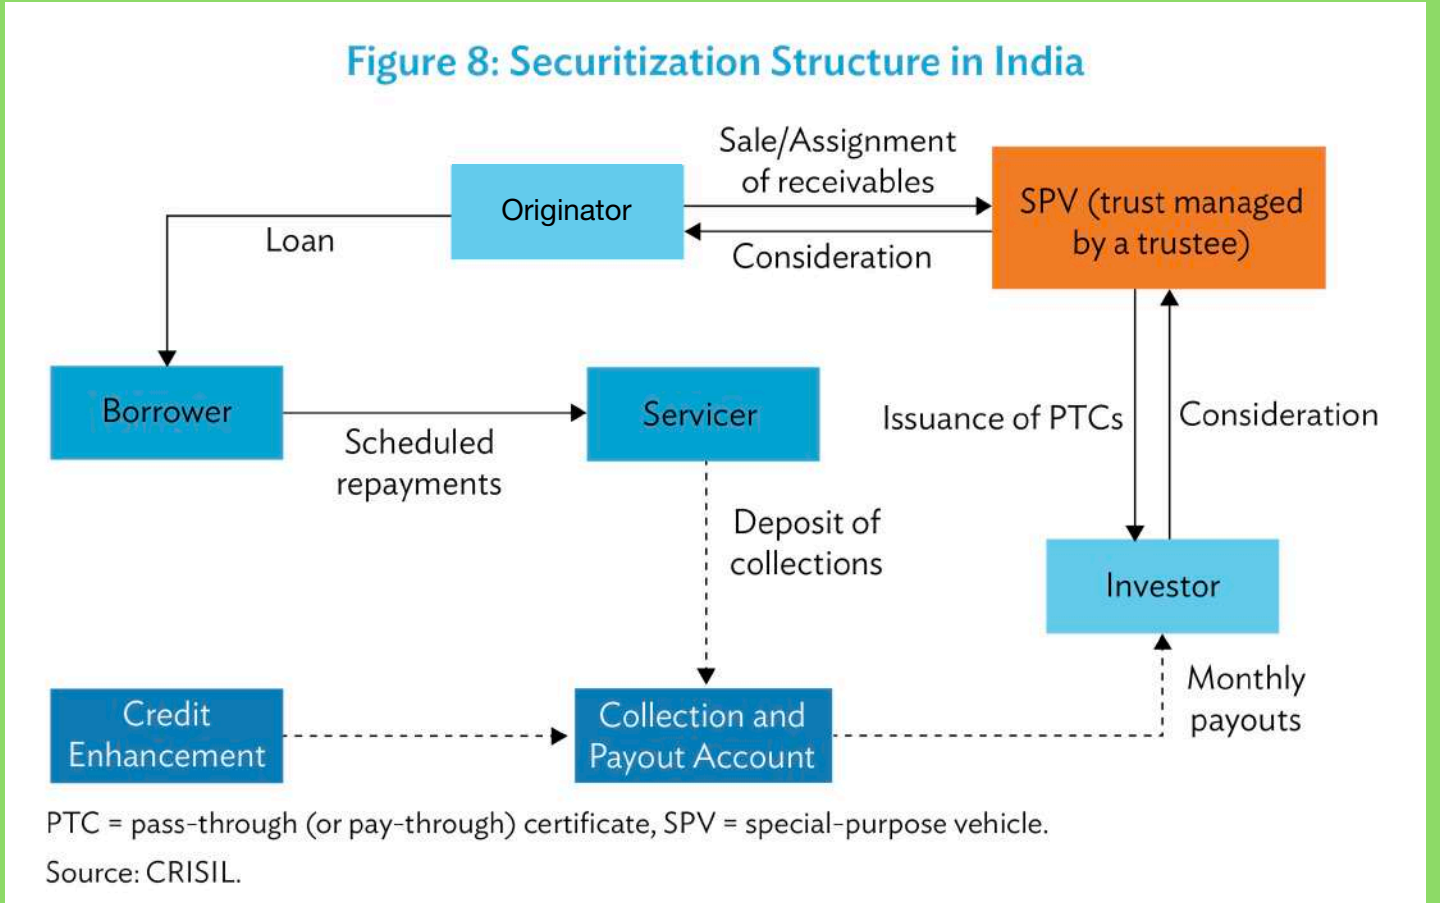 Figure 8: Securitization Structure in India
Sale/Assignment
of receivables
Originator
SPV (trust managed
by a trustee)
Loan
Consideration
Borrower
Servicer
Scheduled
repayments
Issuance of PTCs
Consideration
Deposit of
collections
Investor
Monthly
payouts
Credit
Enhancement
Collection and
Payout Account
PTC = pass-through (or pay-through) certificate, SPV = special-purpose vehicle.
Source: CRISIL.